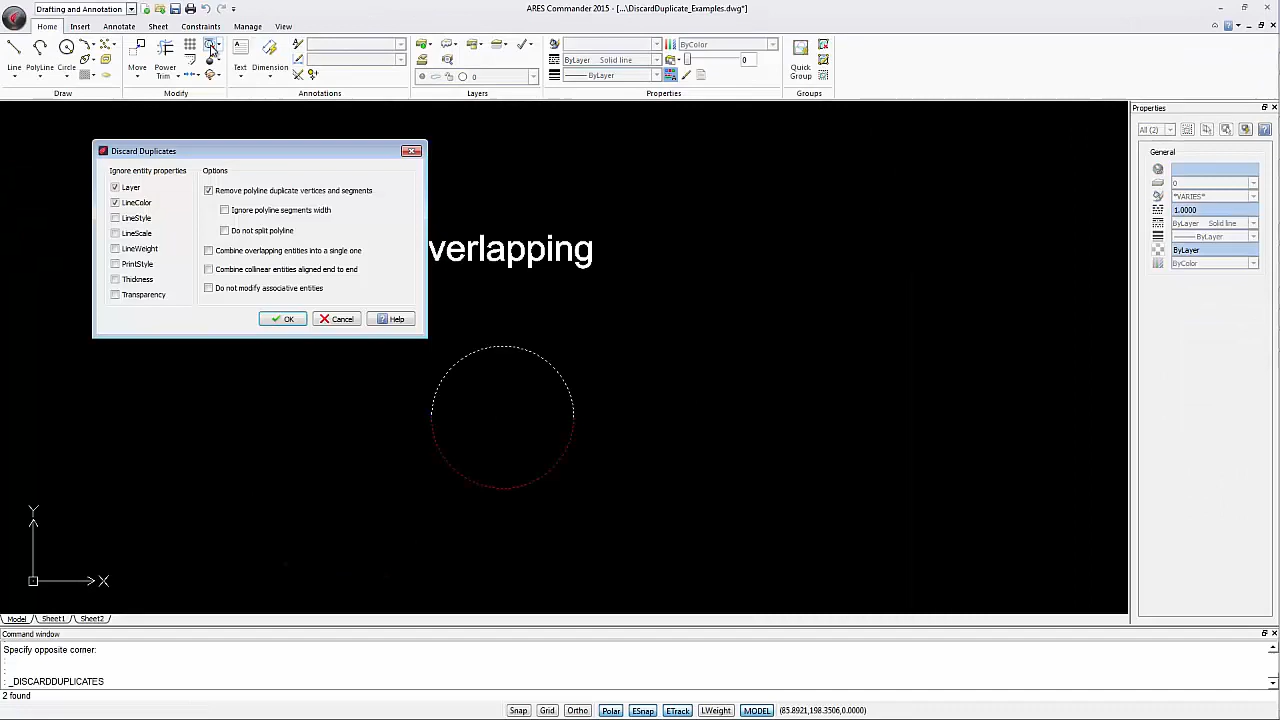 Drafting and Annotation
ARES Commander 2015 - [...\DiscardDuplicate_Examples.dwg]
Home Insert Annotate Sheet Constraints Manage View
ByColor
ByLayer Solid line
0
0
ByLayer
Line PolyLine Circle Move Power Trim Text Dimension Quick Group
Draw Modify Annotations Layers Properties Groups
Properties
All (2)
General
0
*VARIES*
1.0000
ByLayer Solid line
ByLayer
ByLayer
ByColor
Discard Duplicates
Ignore entity properties
Layer
LineColor
LineStyle
LineScale
LineWeight
PrintStyle
Thickness
Transparency
Options
Remove polyline duplicate vertices and segments
Ignore polyline segments width
Do not split polyline
Combine overlapping entities into a single one
Combine collinear entities aligned end to end
Do not modify associative entities
OK Cancel Help
verlapping
Y
X
Model Sheet1 Sheet2
Command window
Specify opposite corner:
:
:
: _DISCARDDUPLICATES
2 found
Snap Grid Ortho Polar ESnap ETrack LWeight MODEL (85.8921,198.3506,0.0000)